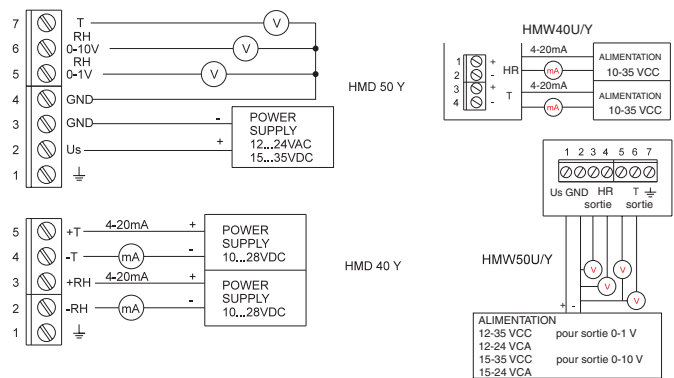 7 T V
RH
6 0-10V V
RH
5 0-1V V
4 GND
HMD 50 Y
3 GND - POWER
SUPPLY
2 Us + 12...24VAC
15...35VDC
1
5 +T 4-20mA + POWER
SUPPLY
4 -T mA - 10...28VDC
HMD 40 Y
3 +RH 4-20mA + POWER
SUPPLY
2 -RH mA - 10...28VDC
1
HMW40U/Y
4-20mA
1 + HR ALIMENTATION
2 - mA 10-35 VCC
4-20mA
3 + T ALIMENTATION
4 - mA 10-35 VCC
1 2 3 4 5 6 7
Us GND HR T
sortie sortie
HMW50U/Y
V V
V
V
+ -
ALIMENTATION
12-35 VCC pour sortie 0-1 V
12-24 VCA
15-35 VCC pour sortie 0-10 V
15-24 VCA